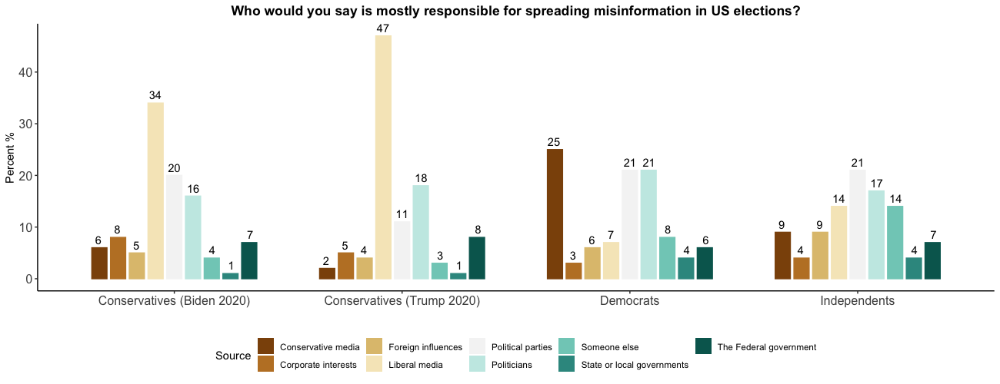 Who would you say is mostly responsible for spreading misinformation in US elections?
Percent %
40
30
20
10
0
6 8 5 34 20 16 4 1 7
2 5 4 47 11 18 3 1 8
25 3 6 7 21 21 8 4 6
9 4 9 14 21 17 14 4 7
Conservatives (Biden 2020) Conservatives (Trump 2020) Democrats Independents
Source
Conservative media Foreign influences Political parties Someone else The Federal government
Corporate interests Liberal media Politicians State or local governments